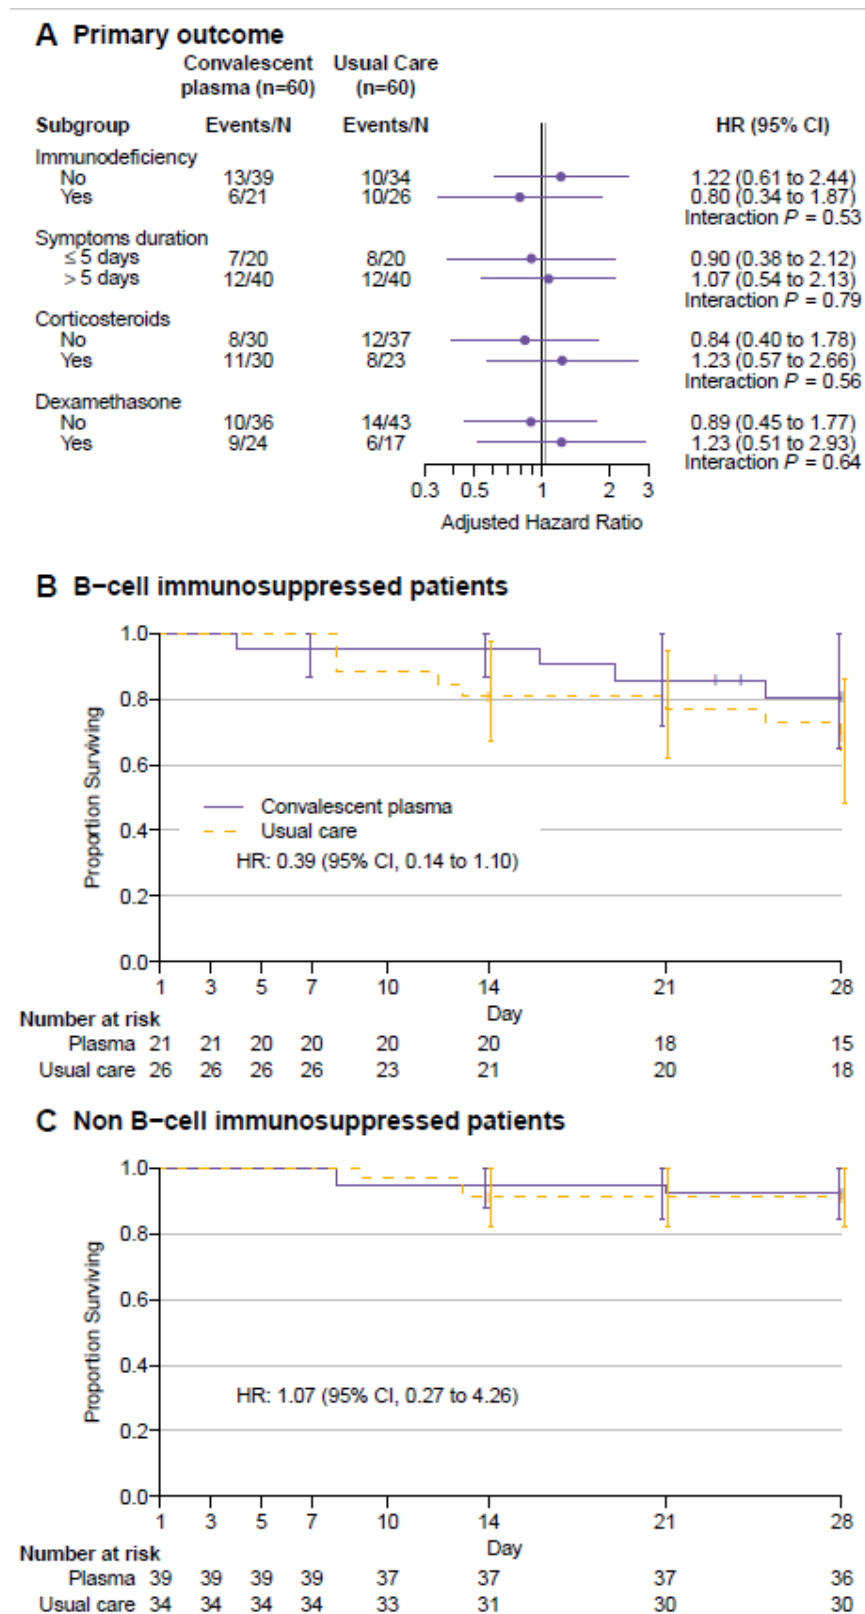 A Primary outcome
Convalescent plasma (n=60) Usual Care (n=60)
Subgroup Events/N Events/N HR (95% CI)
Immunodeficiency
No 13/39 10/34 1.22 (0.61 to 2.44)
Yes 6/21 10/26 0.80 (0.34 to 1.87)
Interaction P = 0.53
Symptoms duration
≤ 5 days 7/20 8/20 0.90 (0.38 to 2.12)
> 5 days 12/40 12/40 1.07 (0.54 to 2.13)
Interaction P = 0.79
Corticosteroids
No 8/30 12/37 0.84 (0.40 to 1.78)
Yes 11/30 8/23 1.23 (0.57 to 2.66)
Interaction P = 0.56
Dexamethasone
No 10/36 14/43 0.89 (0.45 to 1.77)
Yes 9/24 6/17 1.23 (0.51 to 2.93)
Interaction P = 0.64
0.3 0.5 1 2 3
Adjusted Hazard Ratio
B B−cell immunosuppressed patients
Proportion Surviving
1.0
0.8
0.6
0.4
0.2
0.0
Convalescent plasma
Usual care
HR: 0.39 (95% CI, 0.14 to 1.10)
1 3 5 7 10 14 21 28
Day
Number at risk
Plasma 21 21 20 20 20 20 18 15
Usual care 26 26 26 26 23 21 20 18
C Non B−cell immunosuppressed patients
Proportion Surviving
1.0
0.8
0.6
0.4
0.2
0.0
HR: 1.07 (95% CI, 0.27 to 4.26)
1 3 5 7 10 14 21 28
Day
Number at risk
Plasma 39 39 39 39 37 37 37 36
Usual care 34 34 34 34 33 31 30 30